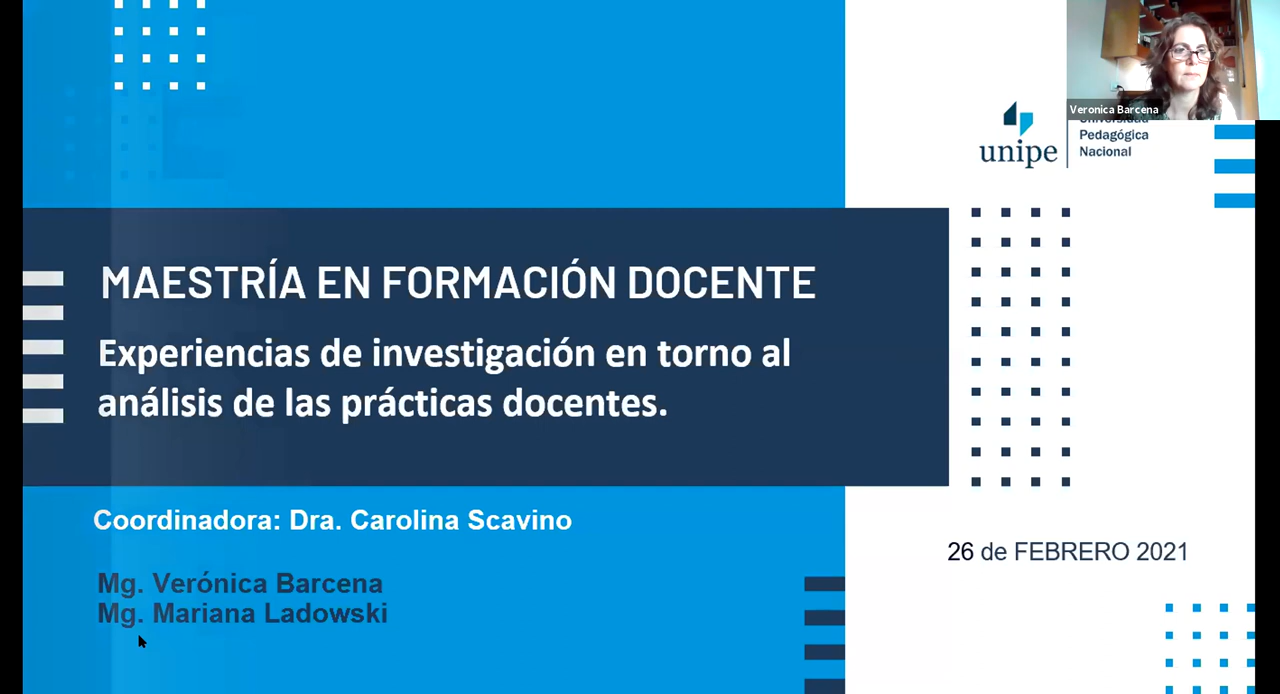 Veronica Barcena
unipe
Pedagógica
Nacional
MAESTRÍA EN FORMACIÓN DOCENTE
Experiencias de investigación en torno al
análisis de las prácticas docentes.
Coordinadora: Dra. Carolina Scavino
26 de FEBRERO 2021
Mg. Verónica Barcena
Mg. Mariana Ladowski